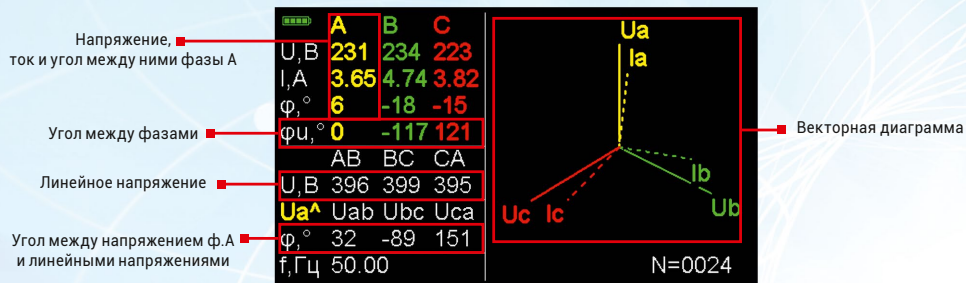 Напряжение,
ток и угол между ними фазы А
Угол между фазами
Линейное напряжение
Угол между напряжением ф.А
и линейными напряжениями
A B C
U,В 231 234 223
I,А 3.65 4.74 3.82
φ,° 6 -18 -15
φu,° 0 -117 121
AB BC CA
U,В 396 399 395
Ua^ Uab Ubc Uca
φ,° 32 -89 151
f,Гц 50.00
Ua
Ia
Ib
Ub
Uc Ic
N=0024
Векторная диаграмма